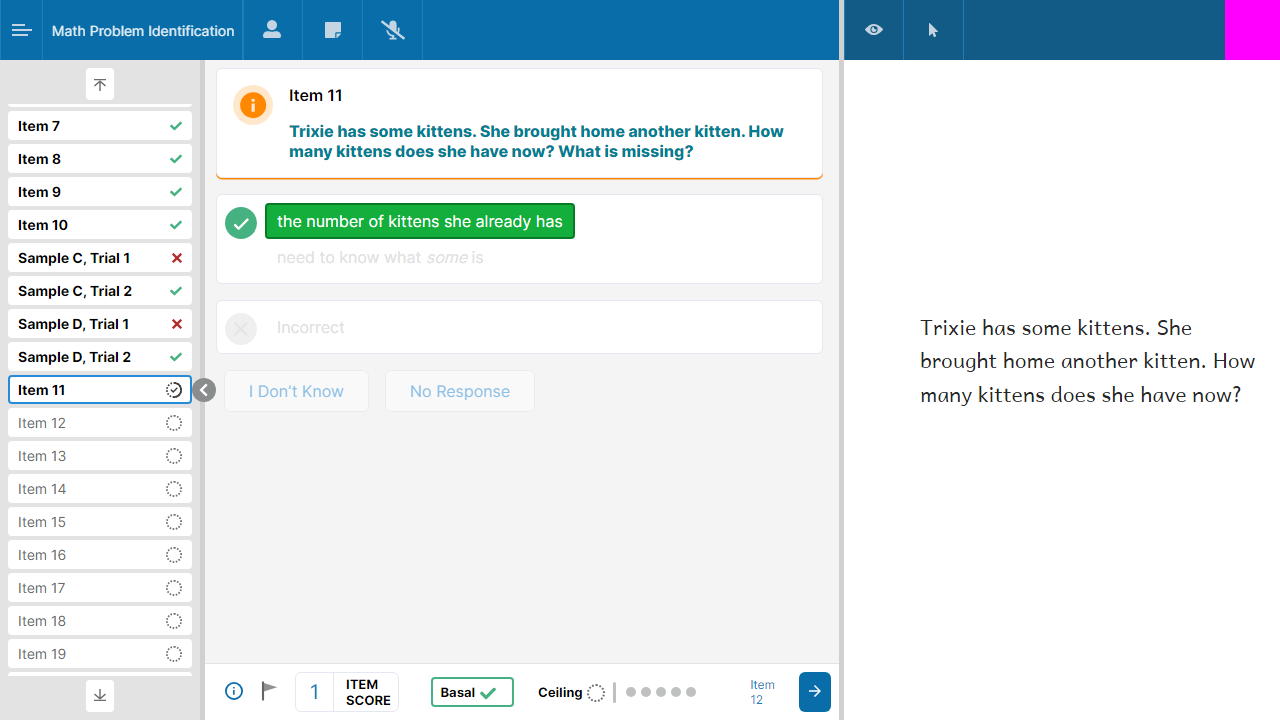 Math Problem Identification
Item 7
Item 8
Item 9
Item 10
Sample C, Trial 1
Sample C, Trial 2
Sample D, Trial 1
Sample D, Trial 2
Item 11
Item 12
Item 13
Item 14
Item 15
Item 16
Item 17
Item 18
Item 19
Item 11
Trixie has some kittens. She brought home another kitten. How
many kittens does she have now? What is missing?
the number of kittens she already has
need to know what some is
Incorrect
I Don't Know
No Response
1
ITEM
SCORE
Basal
Ceiling
Item
12
Trixie has some kittens. She
brought home another kitten. How
many kittens does she have now?